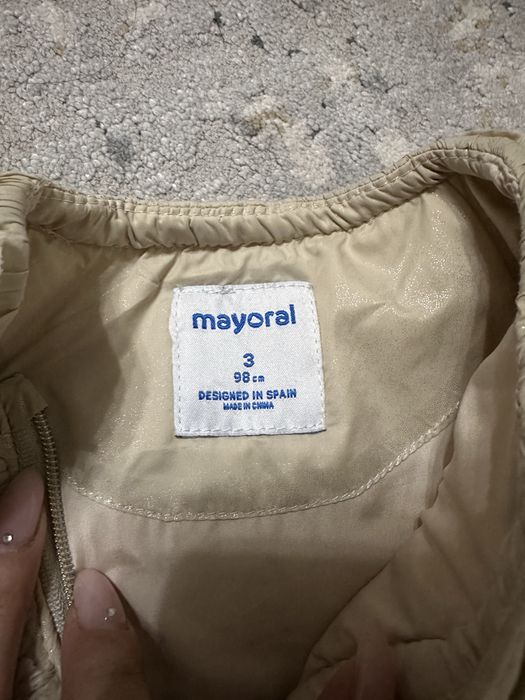 mayoral
3
98 cm
DESIGNED IN SPAIN
MADE IN CHINA